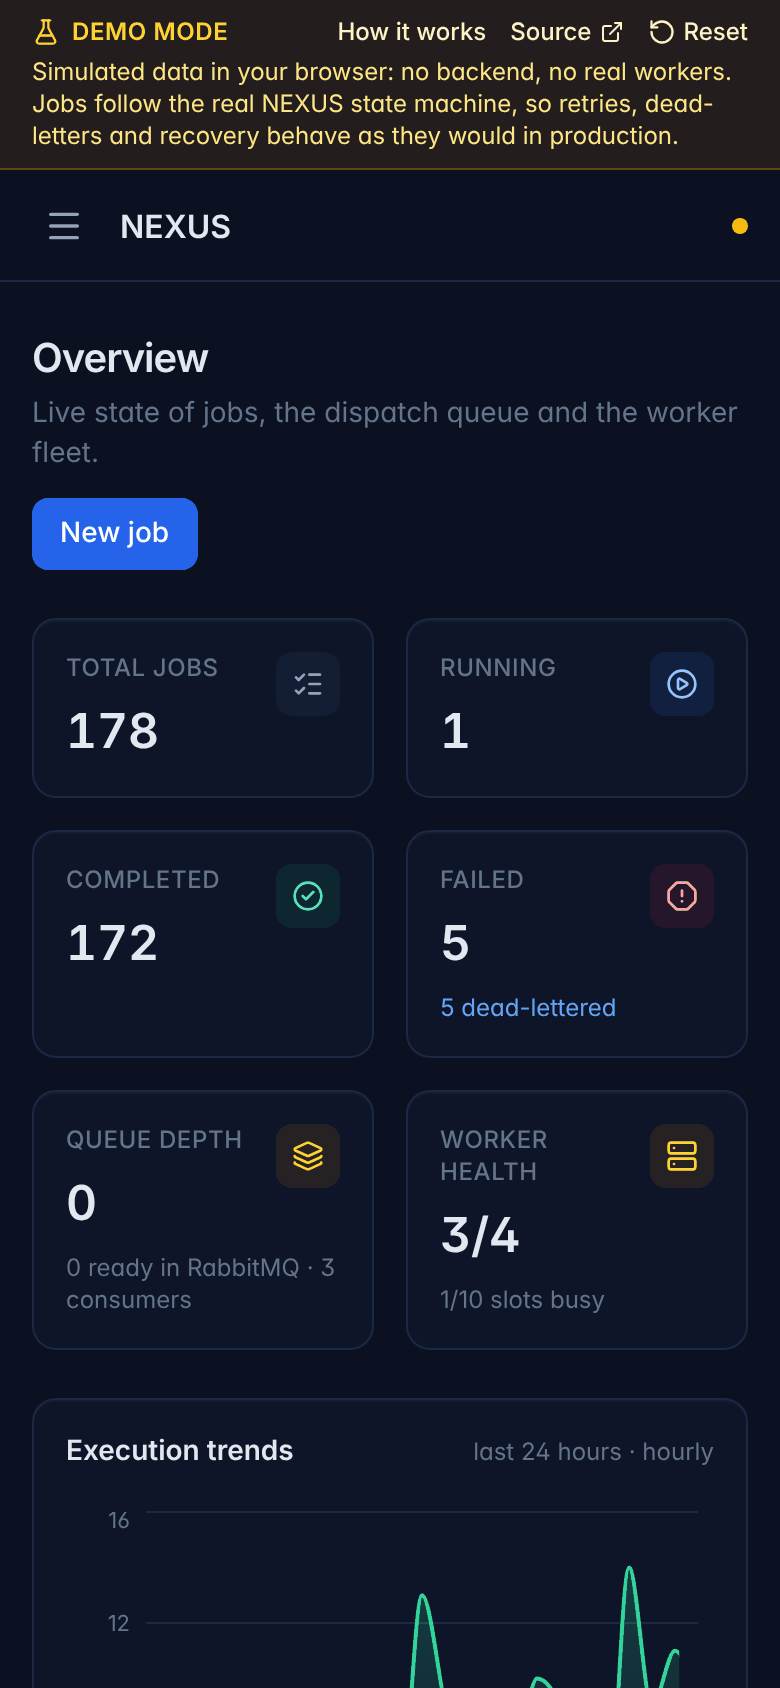 DEMO MODE How it works Source Reset
Simulated data in your browser: no backend, no real workers.
Jobs follow the real NEXUS state machine, so retries, dead-
letters and recovery behave as they would in production.
NEXUS
Overview
Live state of jobs, the dispatch queue and the worker
fleet.
New job
TOTAL JOBS
178
RUNNING
1
COMPLETED
172
FAILED
5
5 dead-lettered
QUEUE DEPTH
0
0 ready in RabbitMQ · 3
consumers
WORKER
HEALTH
3/4
1/10 slots busy
Execution trends last 24 hours · hourly
16
12